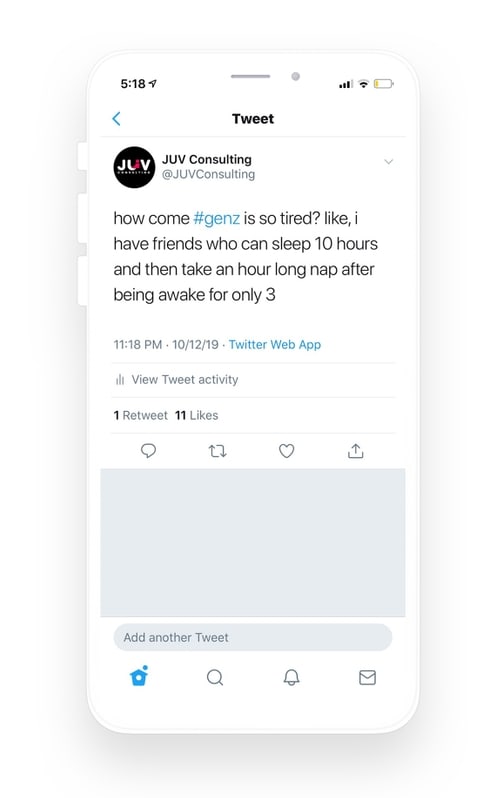 5:18
Tweet
JUV
CONSULTING
JUV Consulting
@JUVConsulting
how come #genz is so tired? like, i
have friends who can sleep 10 hours
and then take an hour long nap after
being awake for only 3
11:18 PM · 10/12/19 · Twitter Web App
View Tweet activity
1 Retweet 11 Likes
Add another Tweet